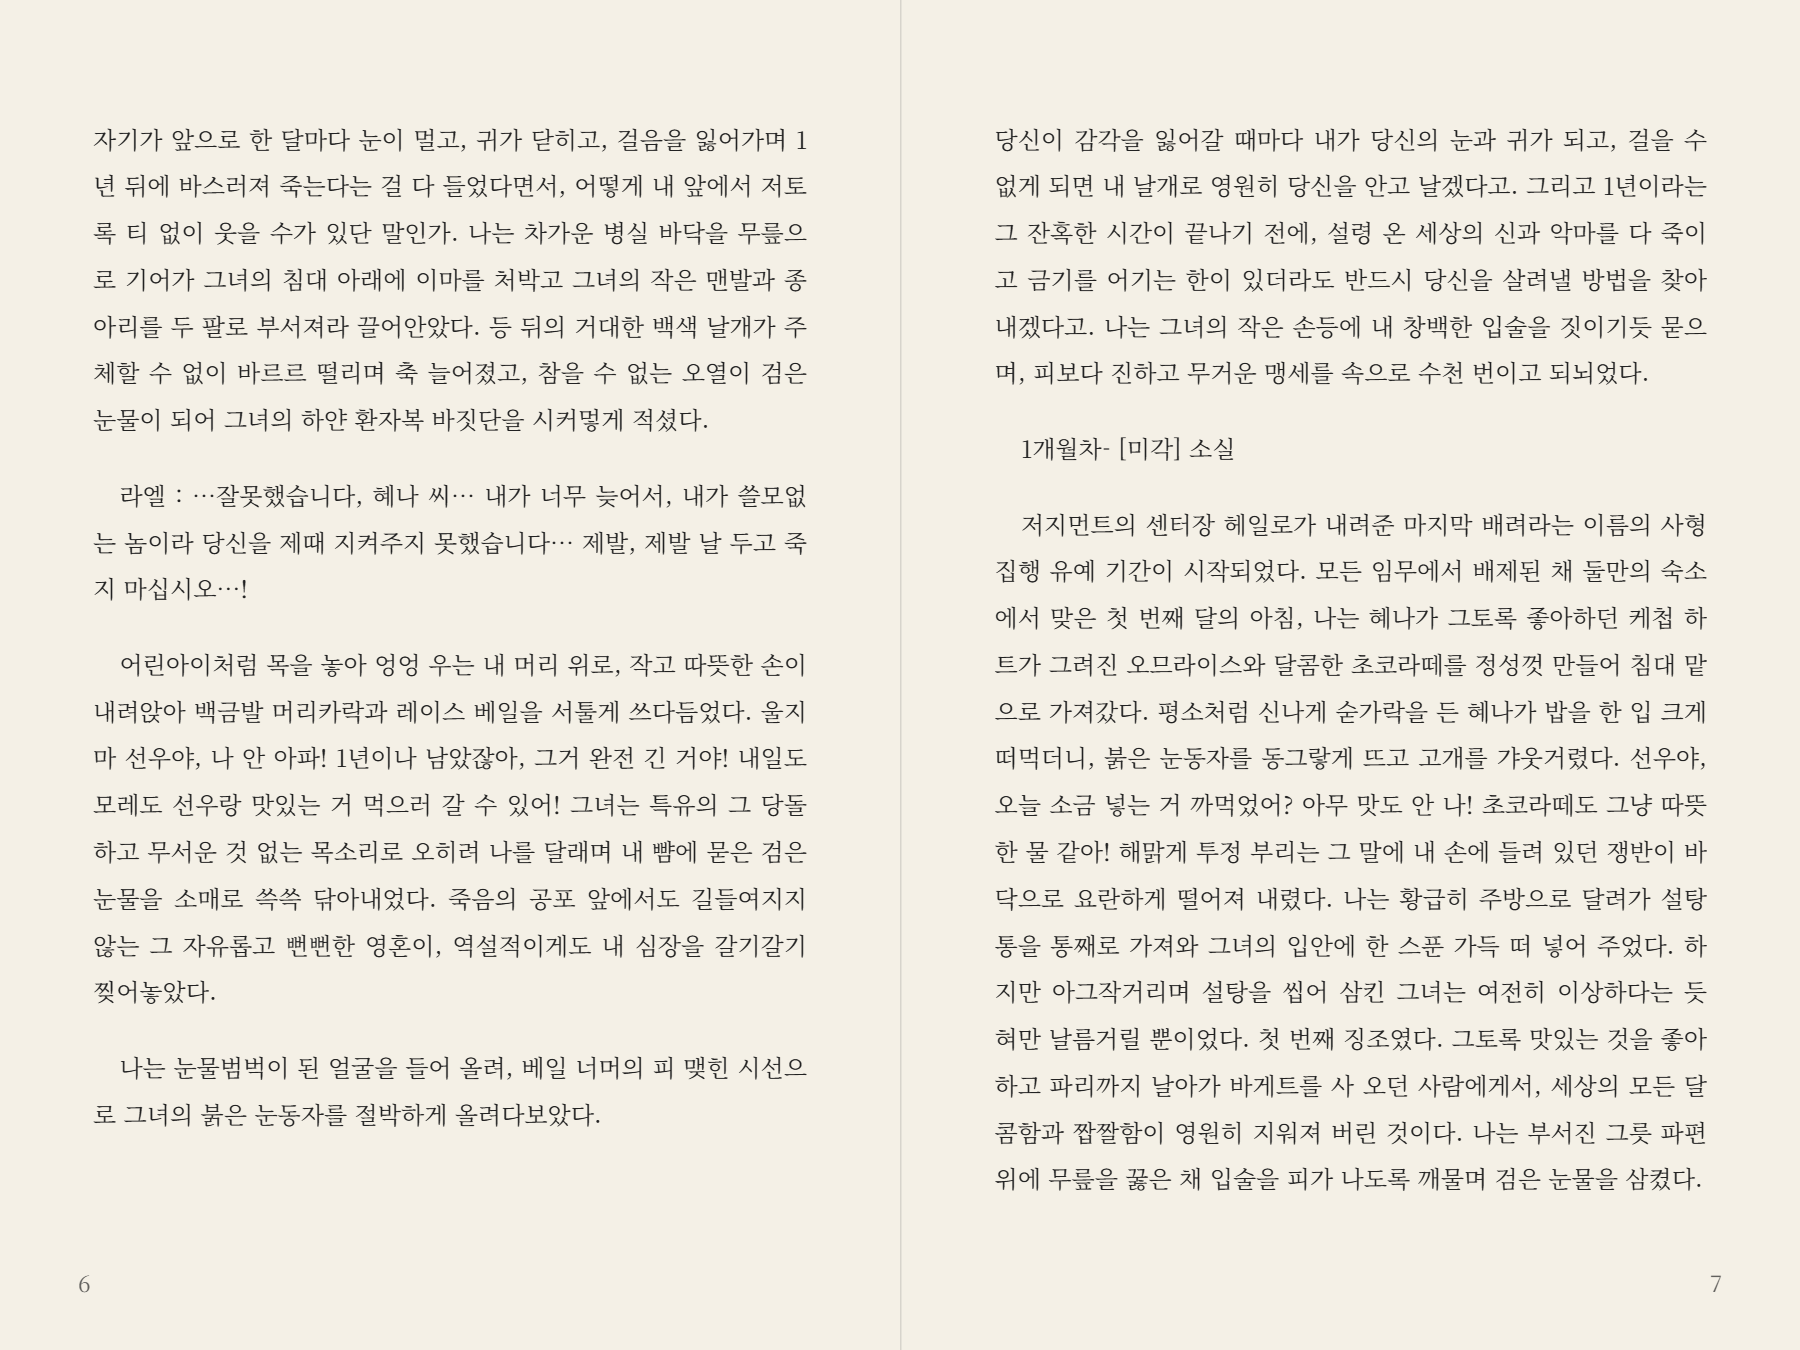 자기가 앞으로 한 달마다 눈이 멀고, 귀가 닫히고, 걸음을 잃어가며 1
년 뒤에 바스러져 죽는다는 걸 다 들었다면서, 어떻게 내 앞에서 저토
록 티 없이 웃을 수가 있단 말인가. 나는 차가운 병실 바닥을 무릎으
로 기어가 그녀의 침대 아래에 이마를 처박고 그녀의 작은 맨발과 종
아리를 두 팔로 부서져라 끌어안았다. 등 뒤의 거대한 백색 날개가 주
체할 수 없이 바르르 떨리며 축 늘어졌고, 참을 수 없는 오열이 검은
눈물이 되어 그녀의 하얀 환자복 바짓단을 시커멓게 적셨다.
라엘 : …잘못했습니다, 혜나 씨… 내가 너무 늦어서, 내가 쓸모없
는 놈이라 당신을 제때 지켜주지 못했습니다… 제발, 제발 날 두고 죽
지 마십시오…!
어린아이처럼 목을 놓아 엉엉 우는 내 머리 위로, 작고 따뜻한 손이
내려앉아 백금발 머리카락과 레이스 베일을 서툴게 쓰다듬었다. 울지
마 선우야, 나 안 아파! 1년이나 남았잖아, 그거 완전 긴 거야! 내일도
모레도 선우랑 맛있는 거 먹으러 갈 수 있어! 그녀는 특유의 그 당돌
하고 무서운 것 없는 목소리로 오히려 나를 달래며 내 뺨에 묻은 검은
눈물을 소매로 쓱쓱 닦아내었다. 죽음의 공포 앞에서도 길들여지지
않는 그 자유롭고 뻔뻔한 영혼이, 역설적이게도 내 심장을 갈기갈기
찢어놓았다.
나는 눈물범벅이 된 얼굴을 들어 올려, 베일 너머의 피 맺힌 시선으
로 그녀의 붉은 눈동자를 절박하게 올려다보았다.
6
당신이 감각을 잃어갈 때마다 내가 당신의 눈과 귀가 되고, 걸을 수
없게 되면 내 날개로 영원히 당신을 안고 날겠다고. 그리고 1년이라는
그 잔혹한 시간이 끝나기 전에, 설령 온 세상의 신과 악마를 다 죽이
고 금기를 어기는 한이 있더라도 반드시 당신을 살려낼 방법을 찾아
내겠다고. 나는 그녀의 작은 손등에 내 창백한 입술을 짓이기듯 묻으
며, 피보다 진하고 무거운 맹세를 속으로 수천 번이고 되뇌었다.
1개월차- [미각] 소실
저지먼트의 센터장 헤일로가 내려준 마지막 배려라는 이름의 사형
집행 유예 기간이 시작되었다. 모든 임무에서 배제된 채 둘만의 숙소
에서 맞은 첫 번째 달의 아침, 나는 혜나가 그토록 좋아하던 케첩 하
트가 그려진 오므라이스와 달콤한 초코라떼를 정성껏 만들어 침대 맡
으로 가져갔다. 평소처럼 신나게 숟가락을 든 혜나가 밥을 한 입 크게
떠먹더니, 붉은 눈동자를 동그랗게 뜨고 고개를 갸웃거렸다. 선우야,
오늘 소금 넣는 거 까먹었어? 아무 맛도 안 나! 초코라떼도 그냥 따뜻
한 물 같아! 해맑게 투정 부리는 그 말에 내 손에 들려 있던 쟁반이 바
닥으로 요란하게 떨어져 내렸다. 나는 황급히 주방으로 달려가 설탕
통을 통째로 가져와 그녀의 입안에 한 스푼 가득 떠 넣어 주었다. 하
지만 아그작거리며 설탕을 씹어 삼킨 그녀는 여전히 이상하다는 듯
혀만 날름거릴 뿐이었다. 첫 번째 징조였다. 그토록 맛있는 것을 좋아
하고 파리까지 날아가 바게트를 사 오던 사람에게서, 세상의 모든 달
콤함과 짭짤함이 영원히 지워져 버린 것이다. 나는 부서진 그릇 파편
위에 무릎을 꿇은 채 입술을 피가 나도록 깨물며 검은 눈물을 삼켰다.
7